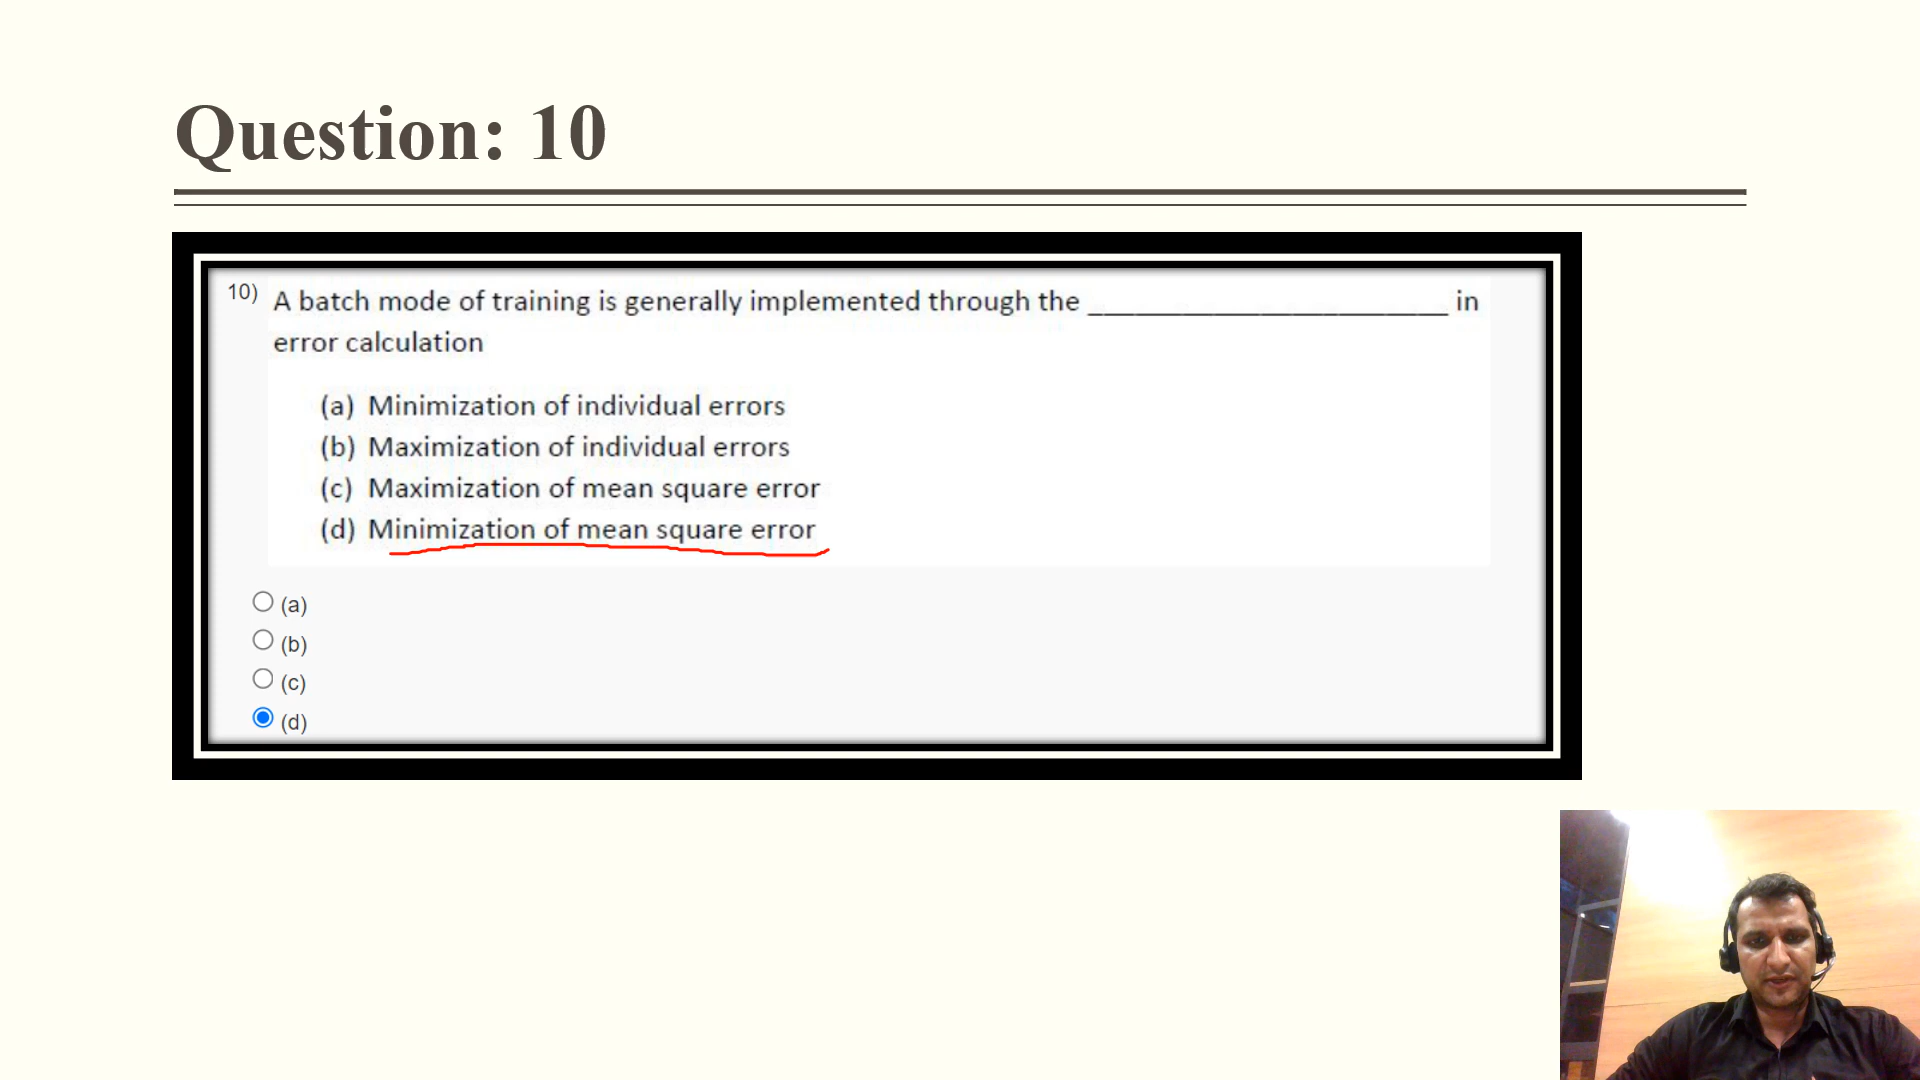 Question: 10
10) A batch mode of training is generally implemented through the ________________________ in
error calculation
(a) Minimization of individual errors
(b) Maximization of individual errors
(c) Maximization of mean square error
(d) Minimization of mean square error
(a)
(b)
(c)
(d)